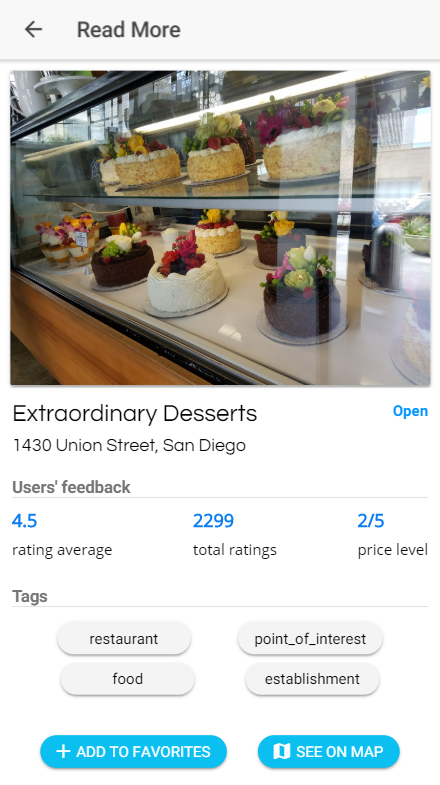 Read More
Extraordinary Desserts
Open
1430 Union Street, San Diego
Users' feedback
4.5
2299
2/5
rating average
total ratings
price level
Tags
restaurant
point_of_interest
food
establishment
ADD TO FAVORITES
SEE ON MAP